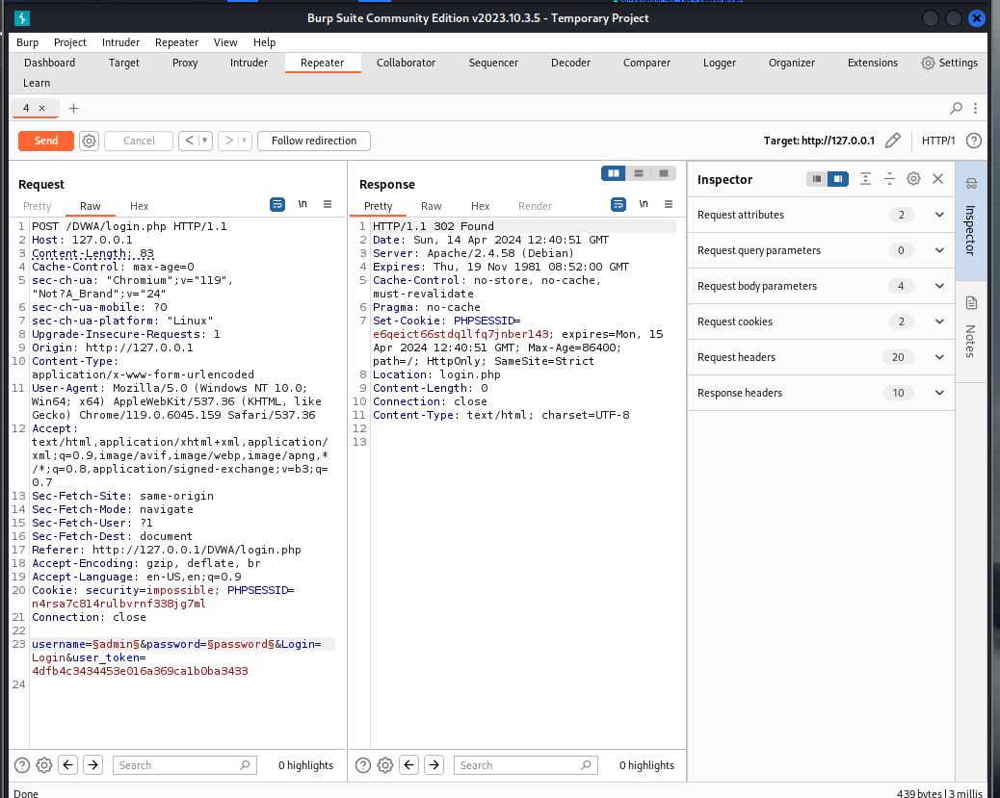 Burp Suite Community Edition v2023.10.3.5 - Temporary Project
Burp Project Intruder Repeater View Help
Dashboard Target Proxy Intruder Repeater Collaborator Sequencer Decoder Comparer Logger Organizer Extensions Settings
Learn
4 × +
Send Cancel < > Follow redirection Target: http://127.0.0.1 HTTP/1 ?
Request
Pretty Raw Hex \n
1 POST /DVWA/login.php HTTP/1.1
2 Host: 127.0.0.1
3 Content-Length: 83
4 Cache-Control: max-age=0
5 sec-ch-ua: "Chromium";v="119",
"Not?A_Brand";v="24"
6 sec-ch-ua-mobile: ?0
7 sec-ch-ua-platform: "Linux"
8 Upgrade-Insecure-Requests: 1
9 Origin: http://127.0.0.1
10 Content-Type:
application/x-www-form-urlencoded
11 User-Agent: Mozilla/5.0 (Windows NT 10.0;
Win64; x64) AppleWebKit/537.36 (KHTML, like
Gecko) Chrome/119.0.6045.159 Safari/537.36
12 Accept:
text/html,application/xhtml+xml,application/
xml;q=0.9,image/avif,image/webp,image/apng,*
/*;q=0.8,application/signed-exchange;v=b3;q=
0.7
13 Sec-Fetch-Site: same-origin
14 Sec-Fetch-Mode: navigate
15 Sec-Fetch-User: ?1
16 Sec-Fetch-Dest: document
17 Referer: http://127.0.0.1/DVWA/login.php
18 Accept-Encoding: gzip, deflate, br
19 Accept-Language: en-US,en;q=0.9
20 Cookie: security=impossible; PHPSESSID=
n4rsa7c814rulbvrnf338jg7ml
21 Connection: close
22
23 username=§admin§&password=§password§&Login=
Login&user_token=
4dfb4c3434453e016a369ca1b0ba3433
24
? Search 0 highlights
Response
Pretty Raw Hex Render \n
1 HTTP/1.1 302 Found
2 Date: Sun, 14 Apr 2024 12:40:51 GMT
3 Server: Apache/2.4.58 (Debian)
4 Expires: Thu, 19 Nov 1981 08:52:00 GMT
5 Cache-Control: no-store, no-cache,
must-revalidate
6 Pragma: no-cache
7 Set-Cookie: PHPSESSID=
e6qeict66stdq1lfq7jnber143; expires=Mon, 15
Apr 2024 12:40:51 GMT; Max-Age=86400;
path=/; HttpOnly; SameSite=Strict
8 Location: login.php
9 Content-Length: 0
10 Connection: close
11 Content-Type: text/html; charset=UTF-8
12
13
? Search 0 highlights
Inspector
Request attributes 2
Request query parameters 0
Request body parameters 4
Request cookies 2
Request headers 20
Response headers 10
Inspector
Notes
Done 439 bytes | 3 millis